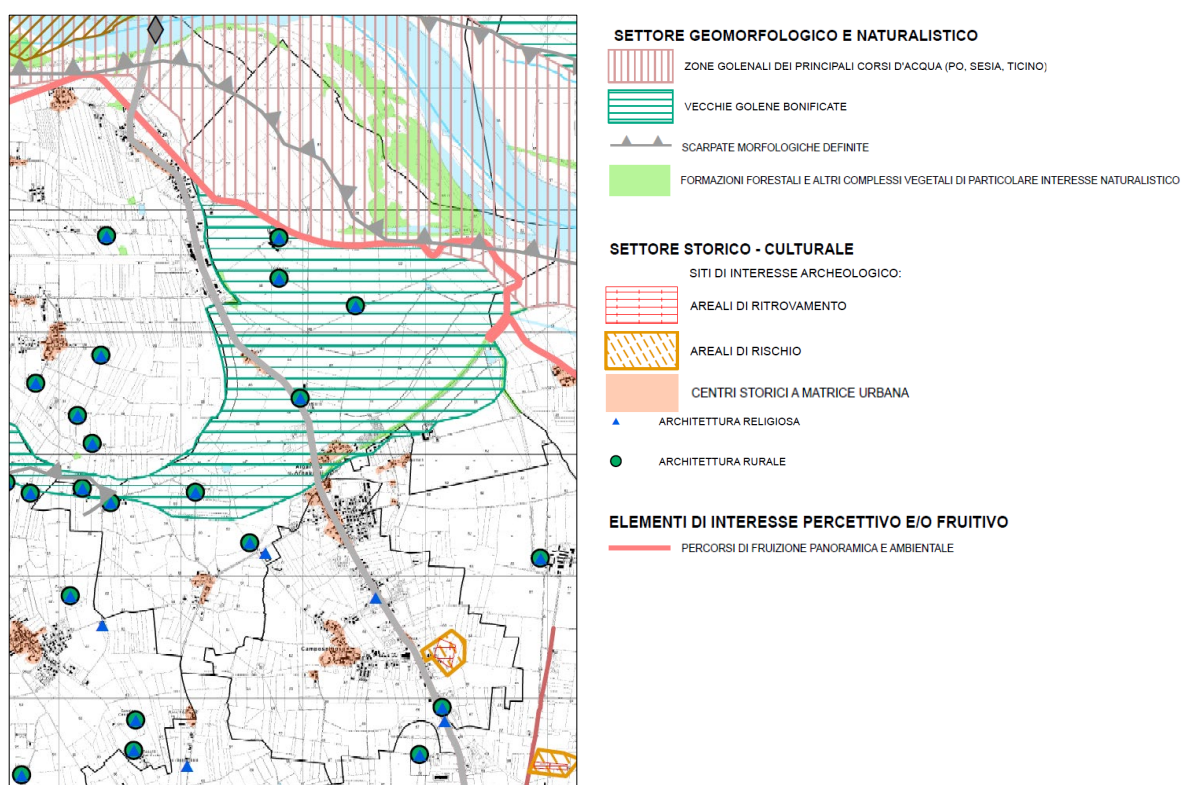 SETTORE GEOMORFOLOGICO E NATURALISTICO
ZONE GOLENALI DEI PRINCIPALI CORSI D'ACQUA (PO, SESIA, TICINO)
VECCHIE GOLENE BONIFICATE
SCARPATE MORFOLOGICHE DEFINITE
FORMAZIONI FORESTALI E ALTRI COMPLESSI VEGETALI DI PARTICOLARE INTERESSE NATURALISTICO
SETTORE STORICO - CULTURALE
SITI DI INTERESSE ARCHEOLOGICO:
AREALI DI RITROVAMENTO
AREALI DI RISCHIO
CENTRI STORICI A MATRICE URBANA
ARCHITETTURA RELIGIOSA
ARCHITETTURA RURALE
ELEMENTI DI INTERESSE PERCETTIVO E/O FRUITIVO
PERCORSI DI FRUIZIONE PANORAMICA E AMBIENTALE